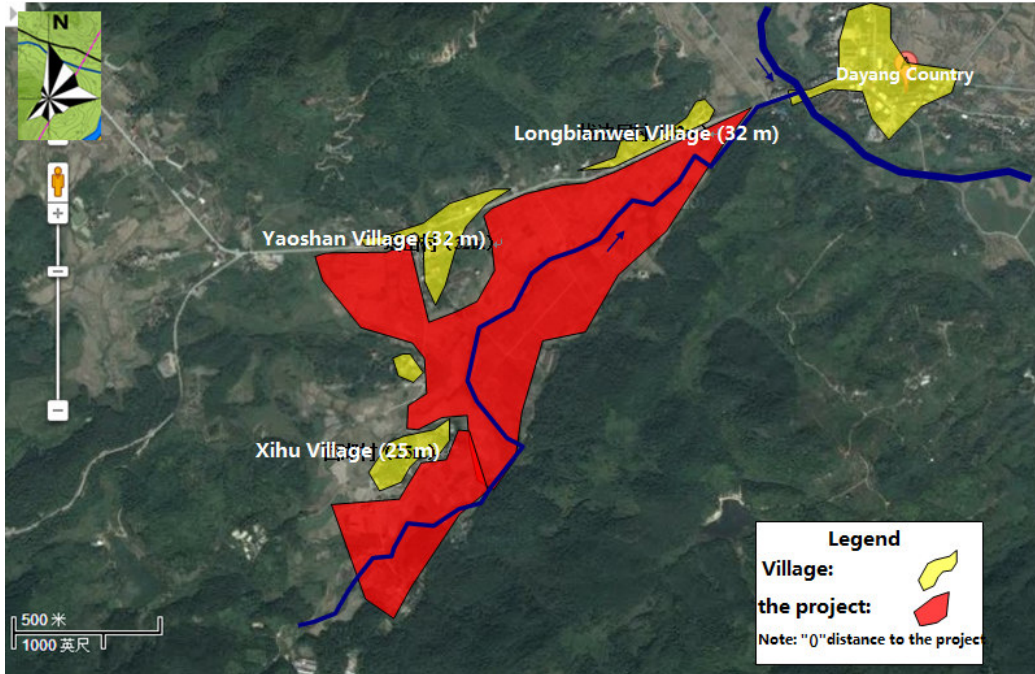 N
Dayang Country
Longbianwei Village (32 m)
Yaoshan Village (32 m)
Xihu Village (25 m)
500 米
1000 英尺
Legend
Village:
the project:
Note: "()"distance to the project